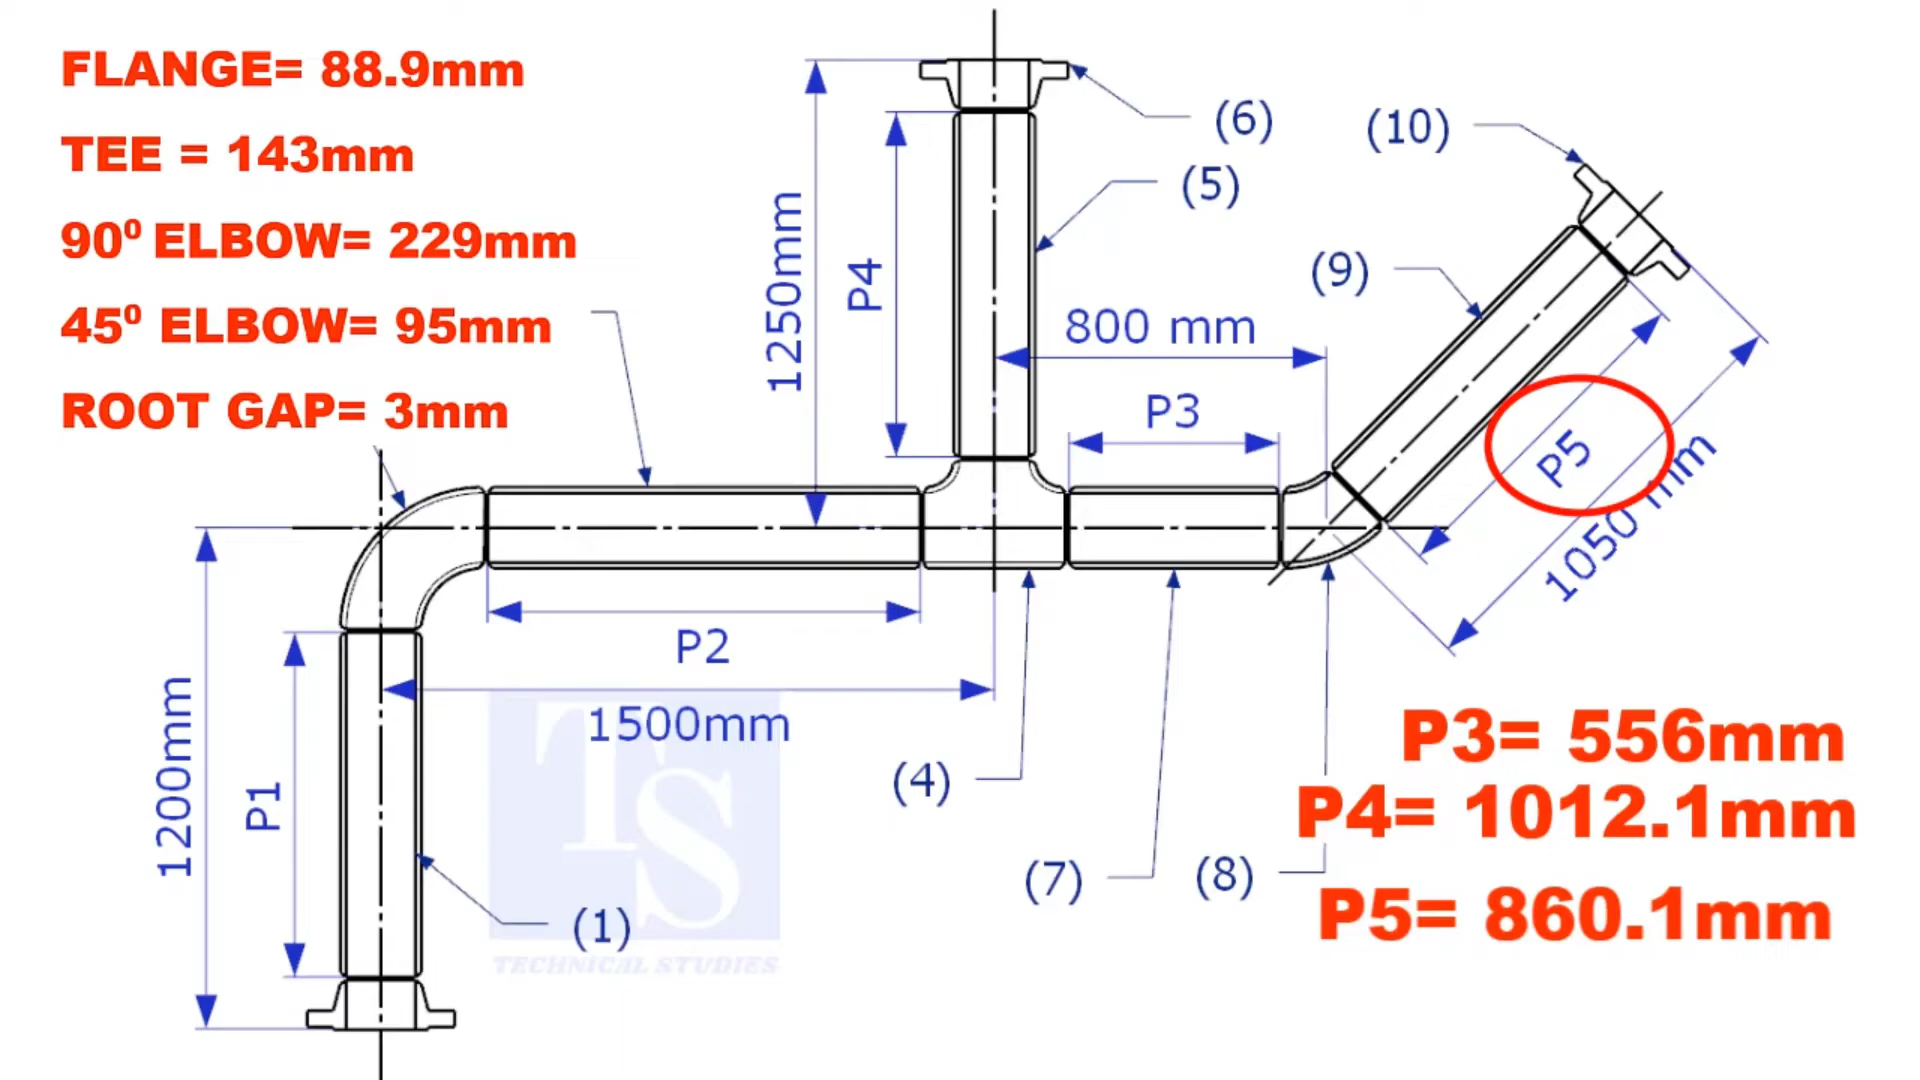 FLANGE= 88.9mm
TEE = 143mm
90⁰ ELBOW= 229mm
45⁰ ELBOW= 95mm
ROOT GAP= 3mm
(6)
(10)
(5)
(9)
1250mm
P4
800 mm
P3
P5
1050 mm
P2
1500mm
1200mm
P1
(4)
(7)
(8)
(1)
P3= 556mm
P4= 1012.1mm
P5= 860.1mm
TS
TECHNICAL STUDIES